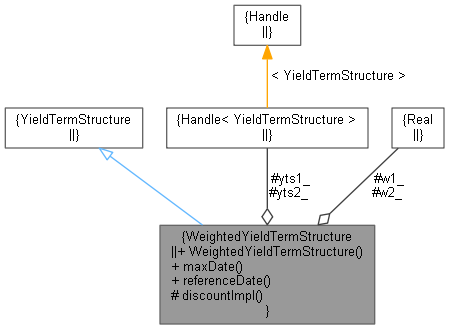 {Handle
||}
< YieldTermStructure >
{YieldTermStructure
||}
{Handle< YieldTermStructure >
||}
{Real
||}
#yts1_
#yts2_
#w1_
#w2_
{WeightedYieldTermStructure
||+ WeightedYieldTermStructure()
+ maxDate()
+ referenceDate()
# discountImpl()
}